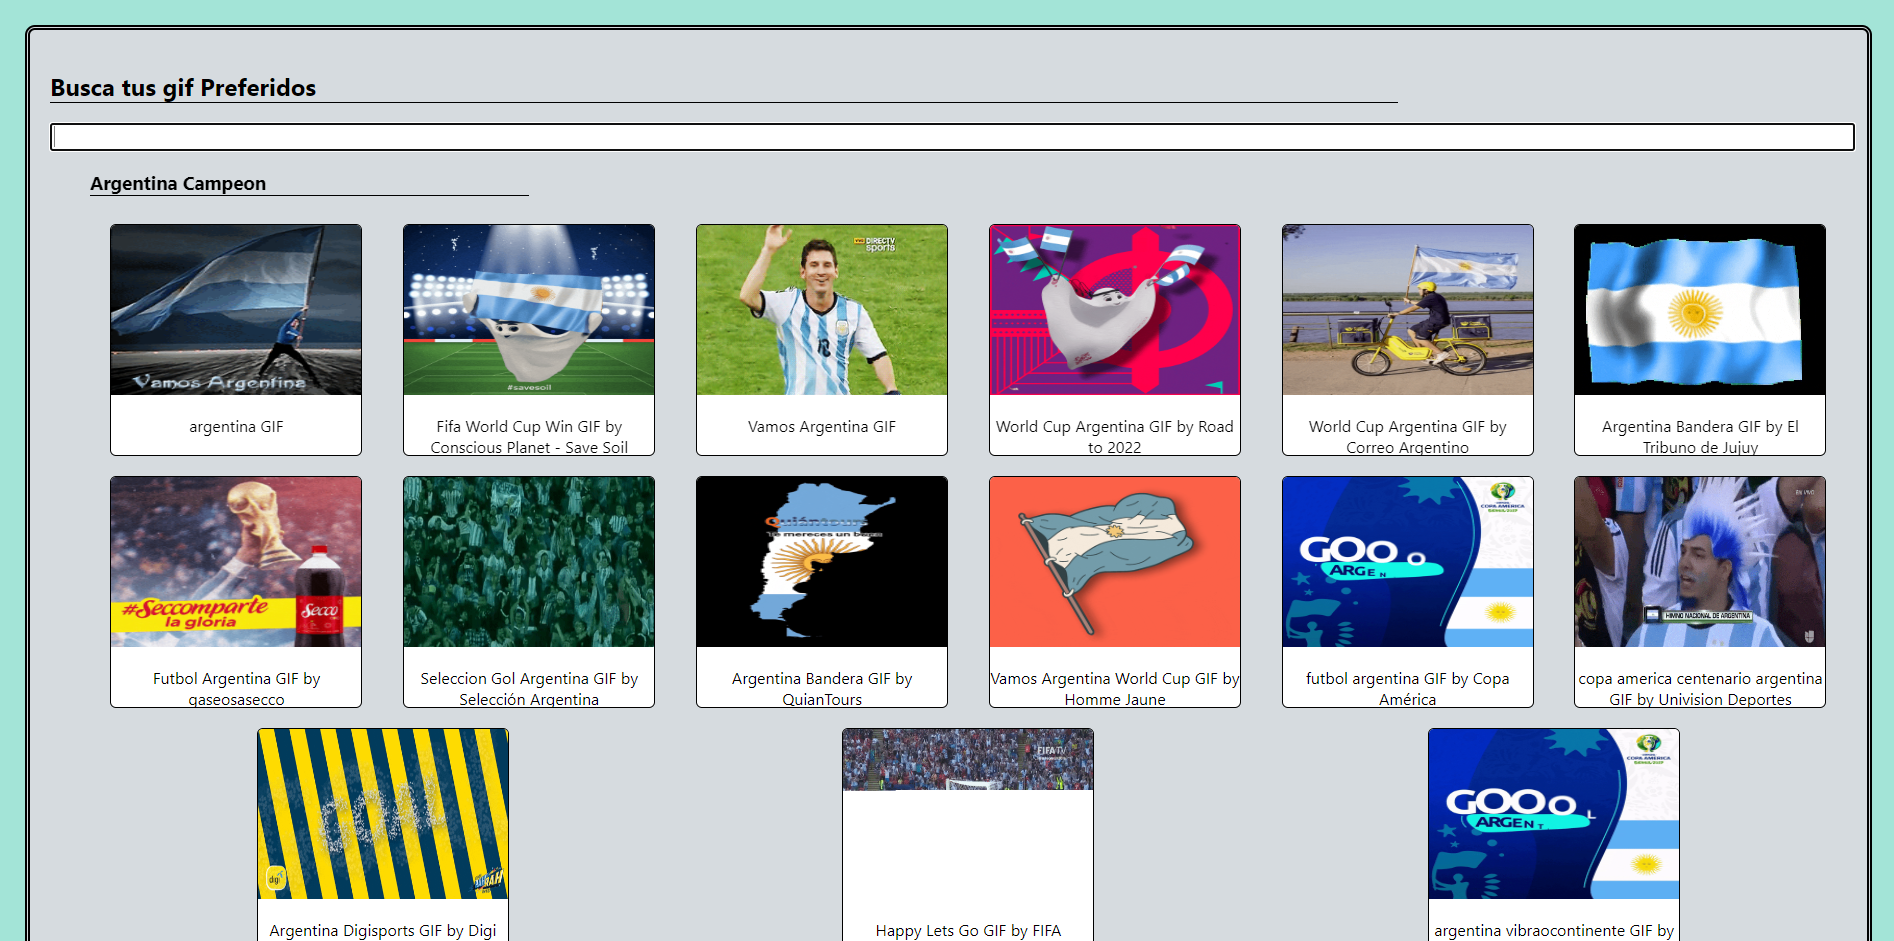 Busca tus gif Preferidos
Argentina Campeon
DIRECTV
sports
Vamos Argentina
#savesoil
argentina GIF
Fifa World Cup Win GIF by
Conscious Planet - Save Soil
Vamos Argentina GIF
World Cup Argentina GIF by Road
to 2022
World Cup Argentina GIF by
Correo Argentino
Argentina Bandera GIF by El
Tribuno de Jujuy
#Seccomparte
la gloria
Secco
Quiántours
Te mereces un
GOOO
ARGEN
COPA AMERICA
EN VIVO
HIMNO NACIONAL DE ARGENTINA
Futbol Argentina GIF by
gaseosasecco
Seleccion Gol Argentina GIF by
Selección Argentina
Argentina Bandera GIF by
QuianTours
Vamos Argentina World Cup GIF by
Homme Jaune
futbol argentina GIF by Copa
América
copa america centenario argentina
GIF by Univision Deportes
GOAL
digi
FIFATV
GOOOL
ARGENT
COPA AMERICA
Argentina Digisports GIF by Digi
Happy Lets Go GIF by FIFA
argentina vibraocontinente GIF by